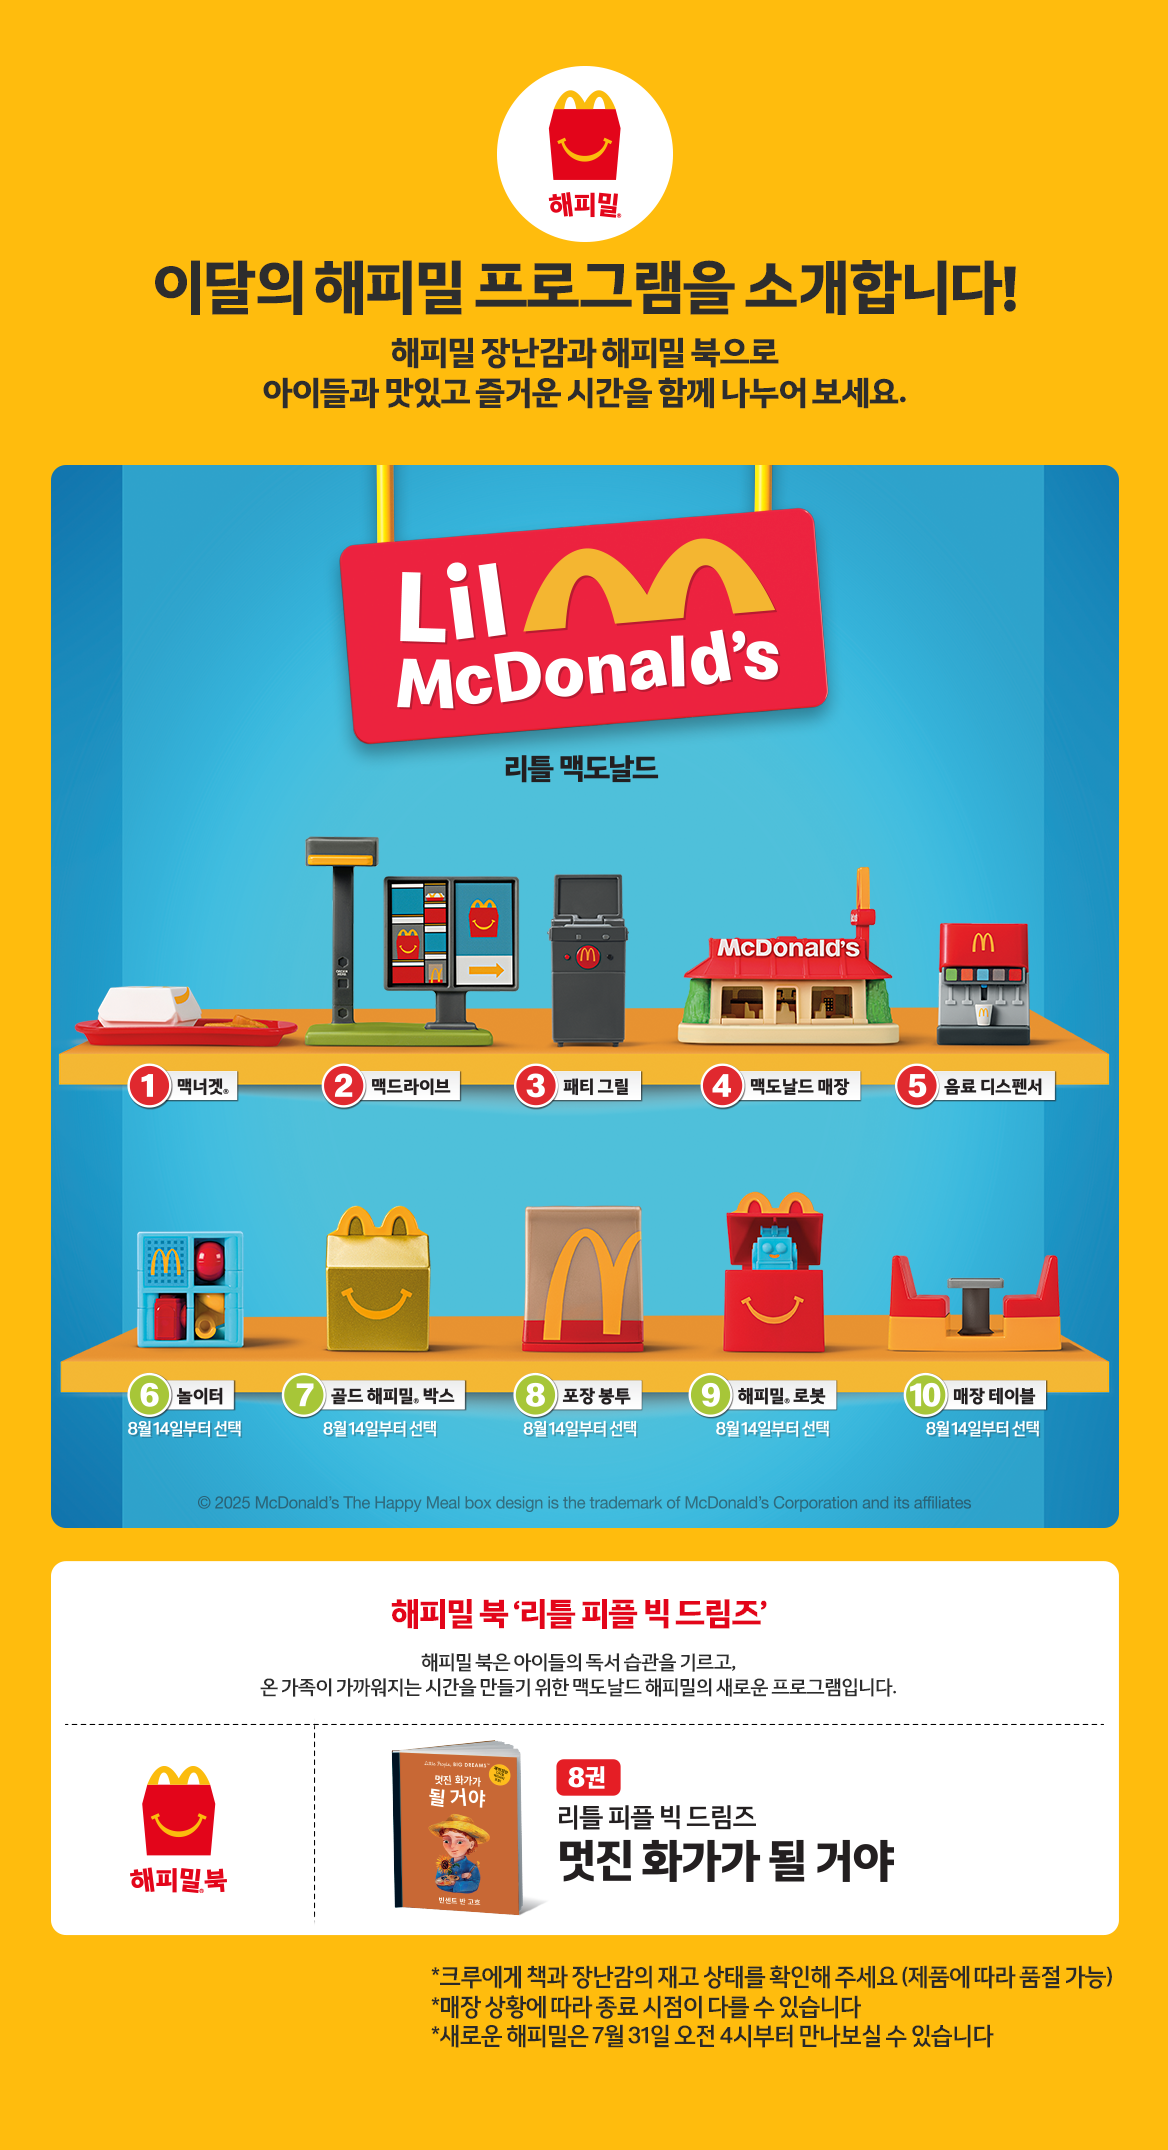 해피밀®
이달의 해피밀 프로그램을 소개합니다!
해피밀 장난감과 해피밀 북으로
아이들과 맛있고 즐거운 시간을 함께 나누어 보세요.
Lil
McDonald's
리틀 맥도날드
McDonald's
1 맥너겟®
2 맥드라이브
3 패티 그릴
4 맥도날드 매장
5 음료 디스펜서
6 놀이터
8월 14일부터 선택
7 골드 해피밀® 박스
8월 14일부터 선택
8 포장 봉투
8월 14일부터 선택
9 해피밀® 로봇
8월 14일부터 선택
10 매장 테이블
8월 14일부터 선택
© 2025 McDonald's The Happy Meal box design is the trademark of McDonald's Corporation and its affiliates
해피밀 북 ‘리틀 피플 빅 드림즈’
해피밀 북은 아이들의 독서 습관을 기르고,
온 가족이 가까워지는 시간을 만들기 위한 맥도날드 해피밀의 새로운 프로그램입니다.
해피밀®북
Little People, BIG DREAMS™
멋진 화가가
될 거야
빈센트 반 고흐
8권
리틀 피플 빅 드림즈
멋진 화가가 될 거야
*크루에게 책과 장난감의 재고 상태를 확인해 주세요 (제품에 따라 품절 가능)
*매장 상황에 따라 종료 시점이 다를 수 있습니다
*새로운 해피밀은 7월 31일 오전 4시부터 만나보실 수 있습니다